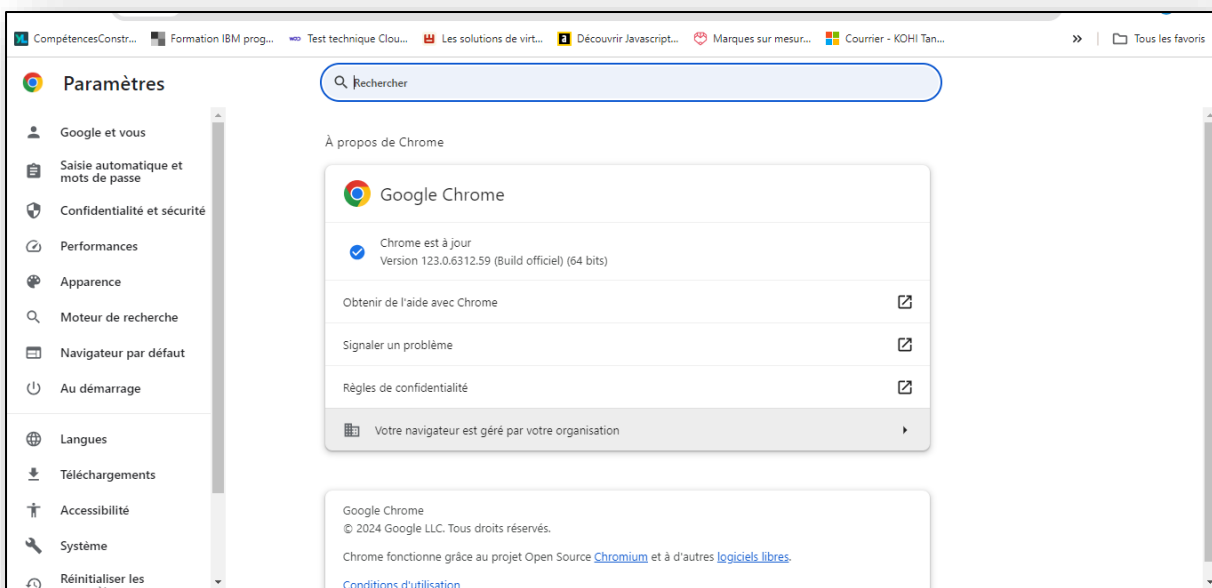 CompétencesConstr...
Formation IBM prog...
Test technique Clou...
Les solutions de virt...
Découvrir Javascript...
Marques sur mesur...
Courrier - KOHI Tan...
»
Tous les favoris
Paramètres
Rechercher
Google et vous
Saisie automatique et
mots de passe
Confidentialité et sécurité
Performances
Apparence
Moteur de recherche
Navigateur par défaut
Au démarrage
Langues
Téléchargements
Accessibilité
Système
Réinitialiser les
À propos de Chrome
Google Chrome
Chrome est à jour
Version 123.0.6312.59 (Build officiel) (64 bits)
Obtenir de l'aide avec Chrome
Signaler un problème
Règles de confidentialité
Votre navigateur est géré par votre organisation
Google Chrome
© 2024 Google LLC. Tous droits réservés.
Chrome fonctionne grâce au projet Open Source Chromium et à d'autres logiciels libres.
Conditions d'utilisation